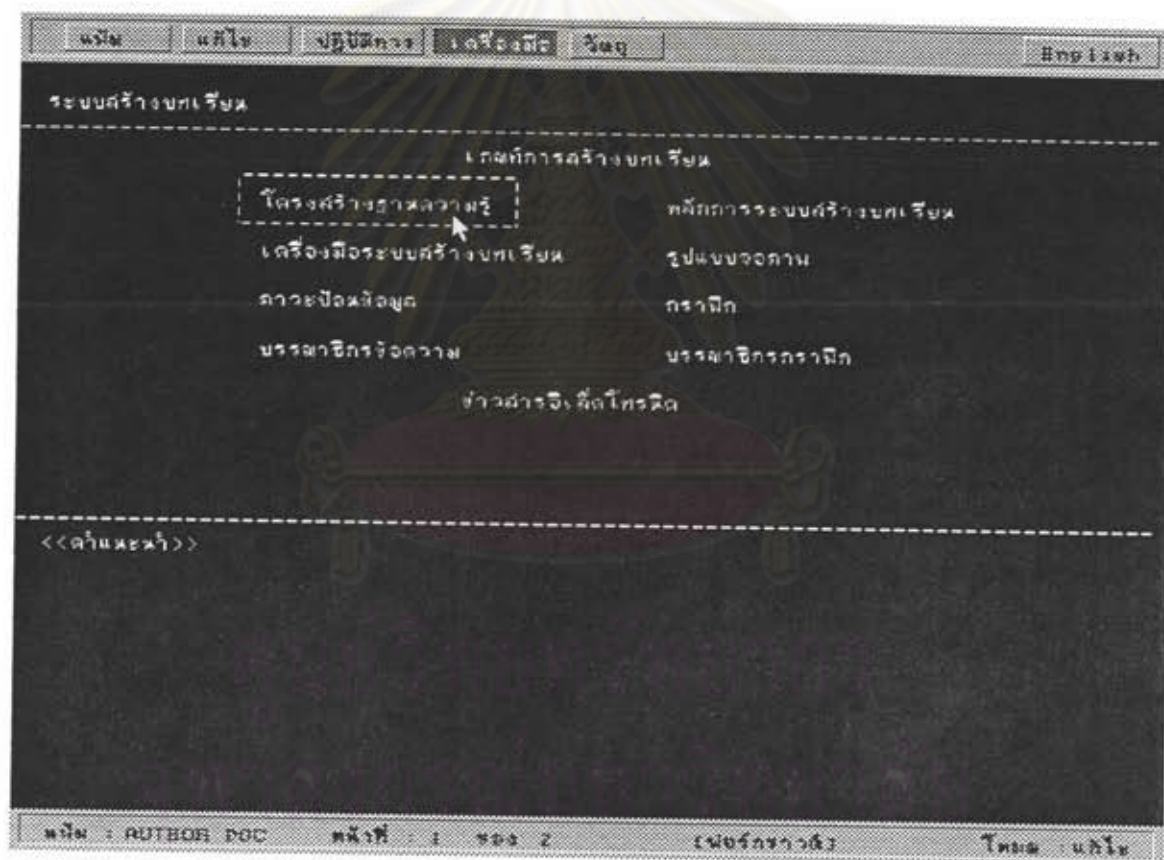 แฟ้ม แก้ไข ปฏิบัติการ เครื่องมือ วัตถุ English
ระบบสร้างบทเรียน
เกณฑ์การสร้างบทเรียน
โครงสร้างฐานความรู้ หลักการระบบสร้างบทเรียน
เครื่องมือระบบสร้างบทเรียน รูปแบบจอภาพ
ภาวะป้อนข้อมูล กราฟิก
บรรณาธิกรข้อความ บรรณาธิกรกราฟิก
ข่าวสารอิเล็กโทรนิค
<<คำแนะนำ>>
แฟ้ม : AUTHOR DOC หน้าที่ : 1 ของ 2 [เฟอร์กราวด์] โหมด : แก้ไข